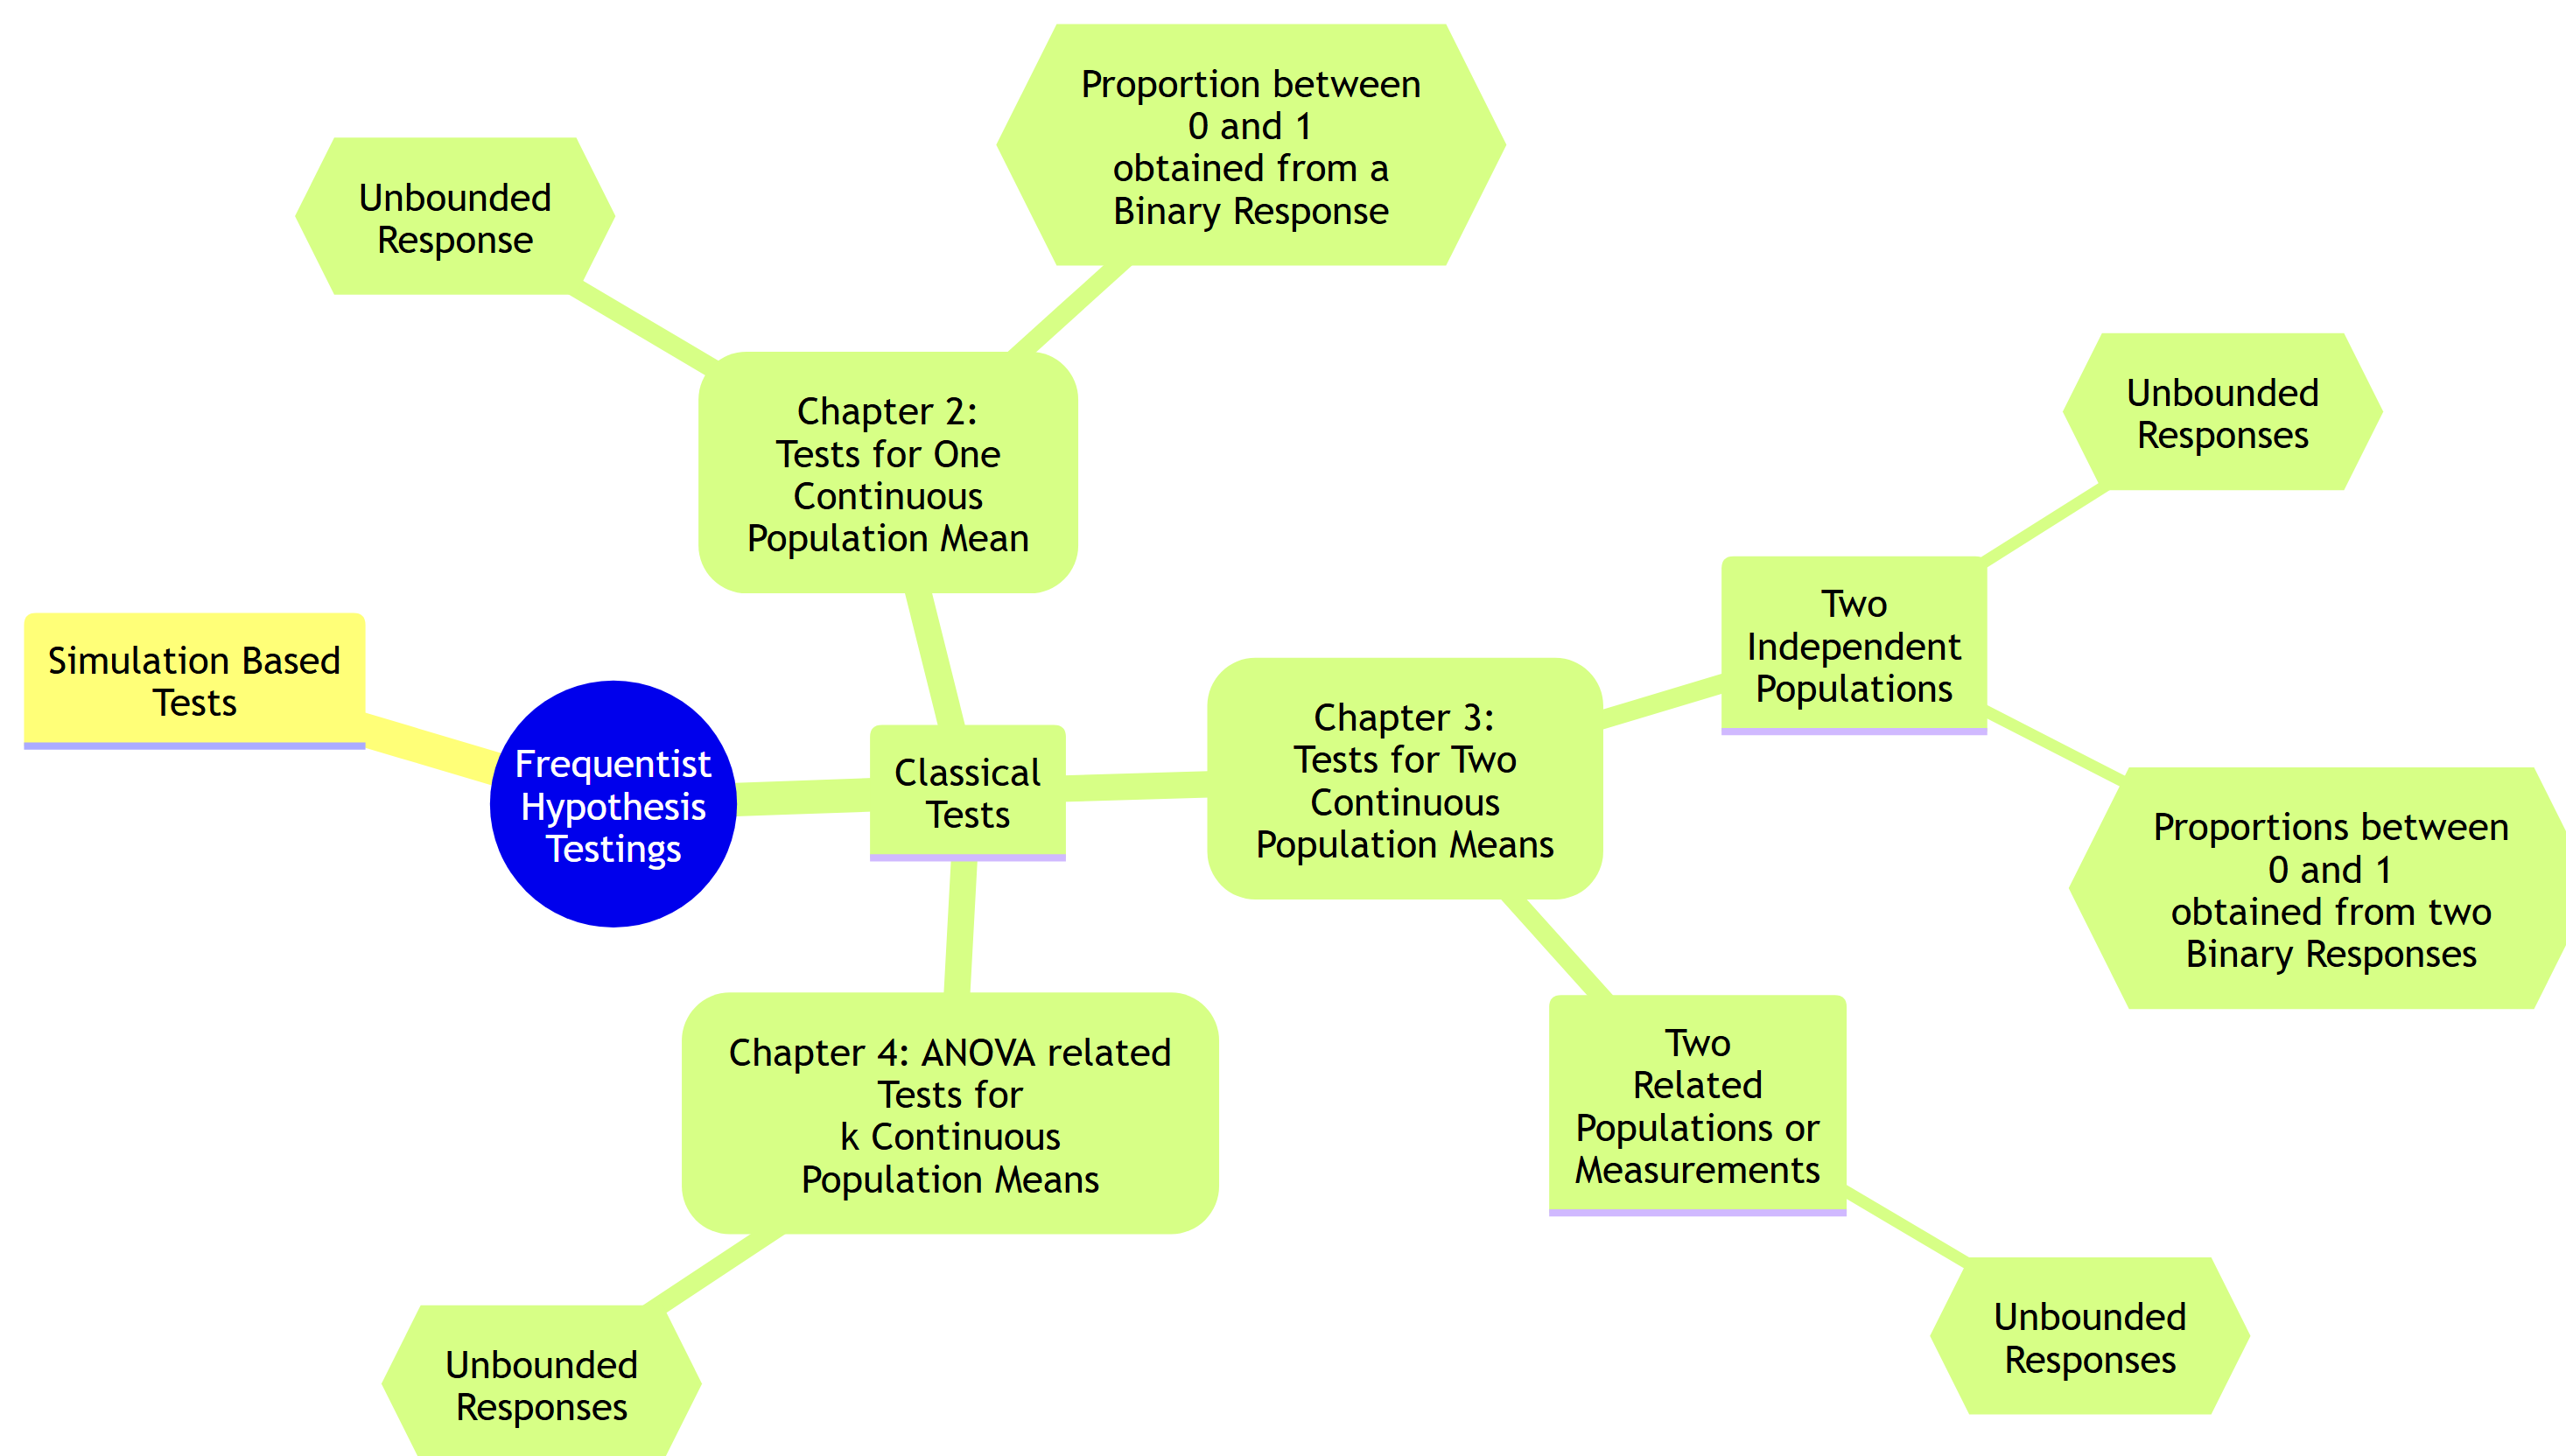 Proportion between
0 and 1
obtained from a
Binary Response
Unbounded
Response
Chapter 2:
Tests for One
Continuous
Population Mean
Unbounded
Responses
Two
Independent
Populations
Simulation Based
Tests
Frequentist
Hypothesis
Testings
Classical
Tests
Chapter 3:
Tests for Two
Continuous
Population Means
Proportions between
0 and 1
obtained from two
Binary Responses
Chapter 4: ANOVA related
Tests for
k Continuous
Population Means
Two
Related
Populations or
Measurements
Unbounded
Responses
Unbounded
Responses